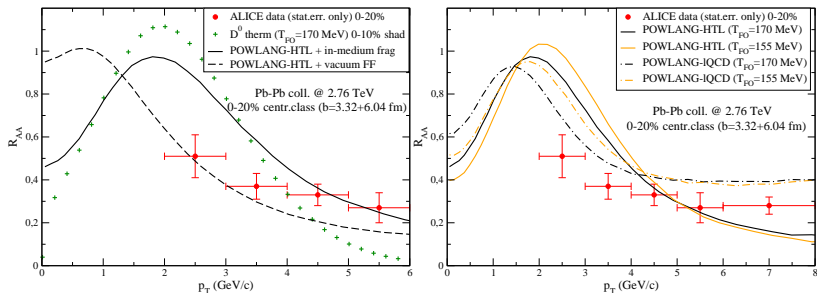 ALICE data (stat.err. only) 0-20%
D⁰ therm (T_FO=170 MeV) 0-10% shad
POWLANG-HTL + in-medium frag
POWLANG-HTL + vacuum FF
Pb-Pb coll. @ 2.76 TeV
0-20% centr.class (b=3.32+6.04 fm)
R_AA
1
0,8
0,6
0,4
0,2
0
0 1 2 3 4 5 6
p_T (GeV/c)
ALICE data (stat.err. only) 0-20%
POWLANG-HTL (T_FO=170 MeV)
POWLANG-HTL (T_FO=155 MeV)
POWLANG-lQCD (T_FO=170 MeV)
POWLANG-lQCD (T_FO=155 MeV)
Pb-Pb coll. @ 2.76 TeV
0-20% centr.class (b=3.32+6.04 fm)
R_AA
1
0,8
0,6
0,4
0,2
0
0 1 2 3 4 5 6 7 8
p_T (GeV/c)